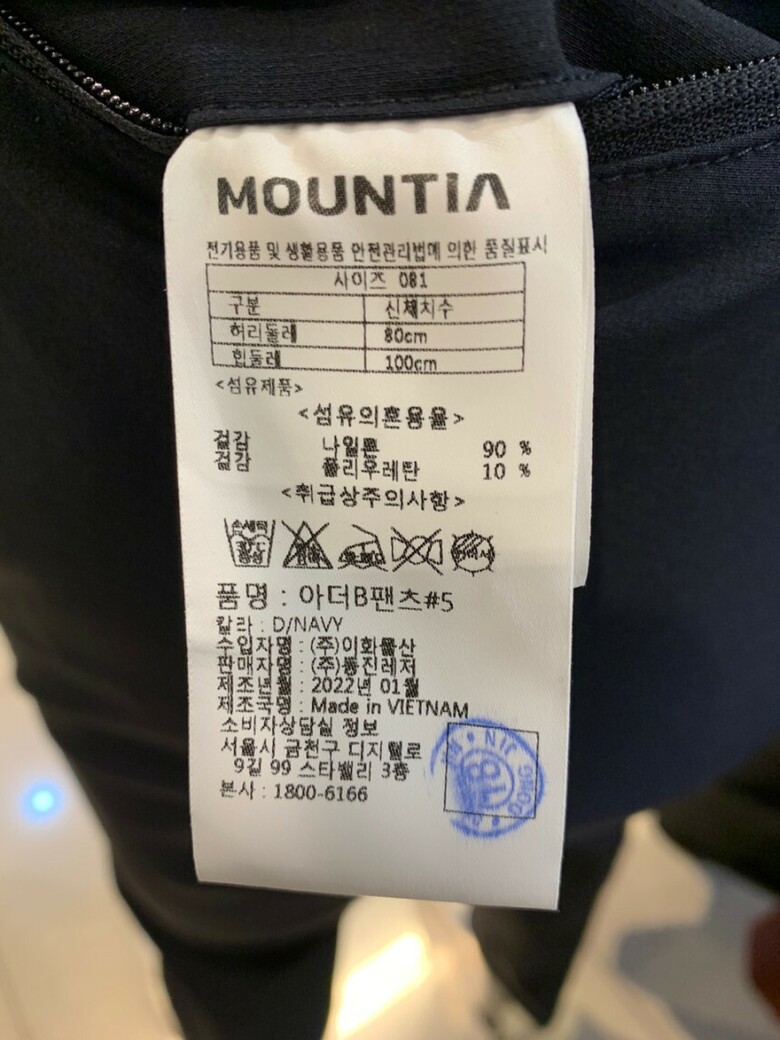 MOUNTIA
전기용품 및 생활용품 안전관리법에 의한 품질표시
사이즈 081
구분 신체치수
허리둘레 80cm
힙둘레 100cm
<섬유제품>
<섬유의혼용율>
겉감 나일론 90 %
겉감 폴리우레탄 10 %
<취급상주의사항>
손세탁
중성
품명 : 아더B팬츠#5
칼라 : D/NAVY
수입자명 : (주)이화물산
판매자명 : (주)동진레저
제조년월 : 2022년 01월
제조국명 : Made in VIETNAM
소비자상담실 정보
서울시 금천구 디지털로
9길 99 스타밸리 3층
본사 : 1800-6166